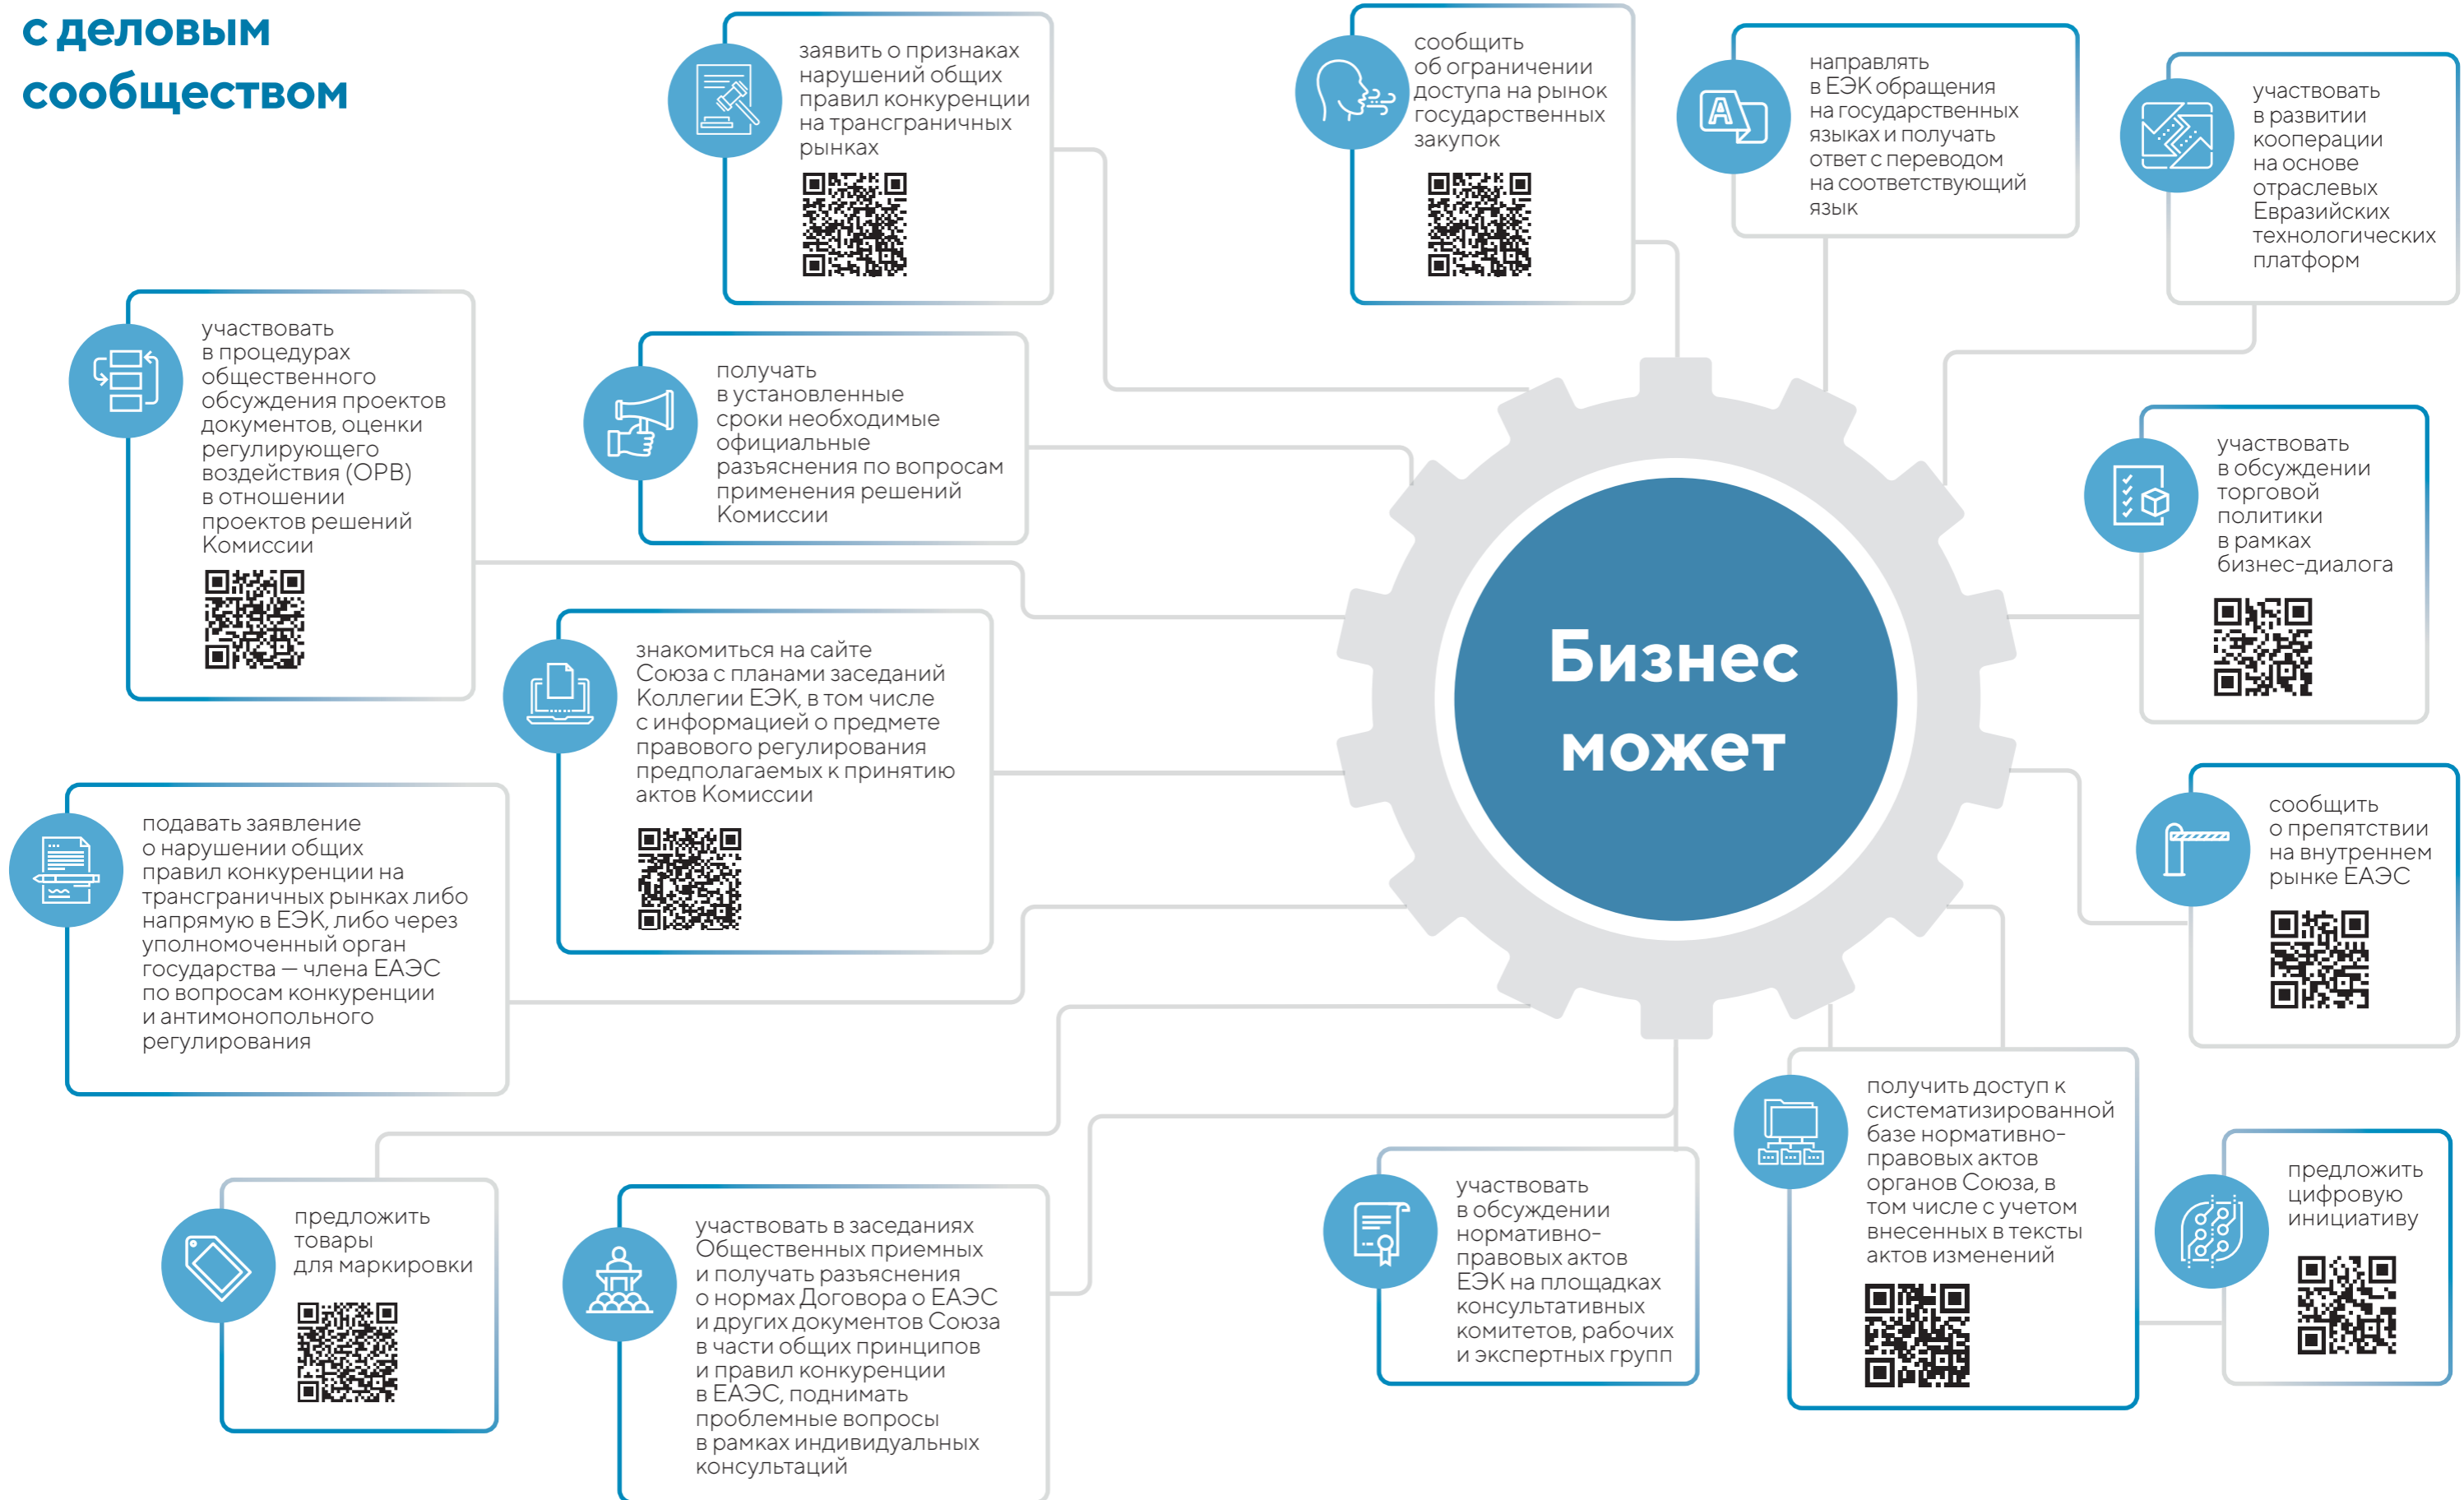 с деловым
сообществом
заявить о признаках
нарушений общих
правил конкуренции
на трансграничных
рынках
сообщить
об ограничении
доступа на рынок
государственных
закупок
направлять
в ЕЭК обращения
на государственных
языках и получать
ответ с переводом
на соответствующий
язык
участвовать
в развитии
кооперации
на основе
отраслевых
Евразийских
технологических
платформ
участвовать
в процедурах
общественного
обсуждения проектов
документов, оценки
регулирующего
воздействия (ОРВ)
в отношении
проектов решений
Комиссии
получать
в установленные
сроки необходимые
официальные
разъяснения по вопросам
применения решений
Комиссии
участвовать
в обсуждении
торговой
политики
в рамках
бизнес-диалога
знакомиться на сайте
Союза с планами заседаний
Коллегии ЕЭК, в том числе
с информацией о предмете
правового регулирования
предполагаемых к принятию
актов Комиссии
Бизнес
может
подавать заявление
о нарушении общих
правил конкуренции на
трансграничных рынках либо
напрямую в ЕЭК, либо через
уполномоченный орган
государства — члена ЕАЭС
по вопросам конкуренции
и антимонопольного
регулирования
сообщить
о препятствии
на внутреннем
рынке ЕАЭС
предложить
товары
для маркировки
участвовать в заседаниях
Общественных приемных
и получать разъяснения
о нормах Договора о ЕАЭС
и других документов Союза
в части общих принципов
и правил конкуренции
в ЕАЭС, поднимать
проблемные вопросы
в рамках индивидуальных
консультаций
участвовать
в обсуждении
нормативно-
правовых актов
ЕЭК на площадках
консультативных
комитетов, рабочих
и экспертных групп
получить доступ к
систематизированной
базе нормативно-
правовых актов
органов Союза, в
том числе с учетом
внесенных в тексты
актов изменений
предложить
цифровую
инициативу
A